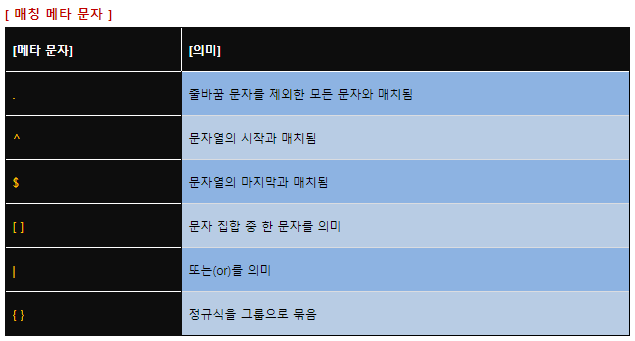 [ 매칭 메타 문자 ]
[메타 문자] [의미]
. 줄바꿈 문자를 제외한 모든 문자와 매치됨
^ 문자열의 시작과 매치됨
$ 문자열의 마지막과 매치됨
[ ] 문자 집합 중 한 문자를 의미
| 또는(or)를 의미
{ } 정규식을 그룹으로 묶음